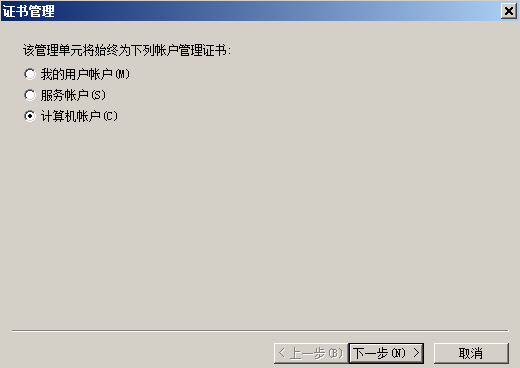 证书管理
该管理单元将始终为下列帐户管理证书:
我的用户帐户(M)
服务帐户(S)
计算机帐户(C)
< 上一步(B) 下一步(N) > 取消